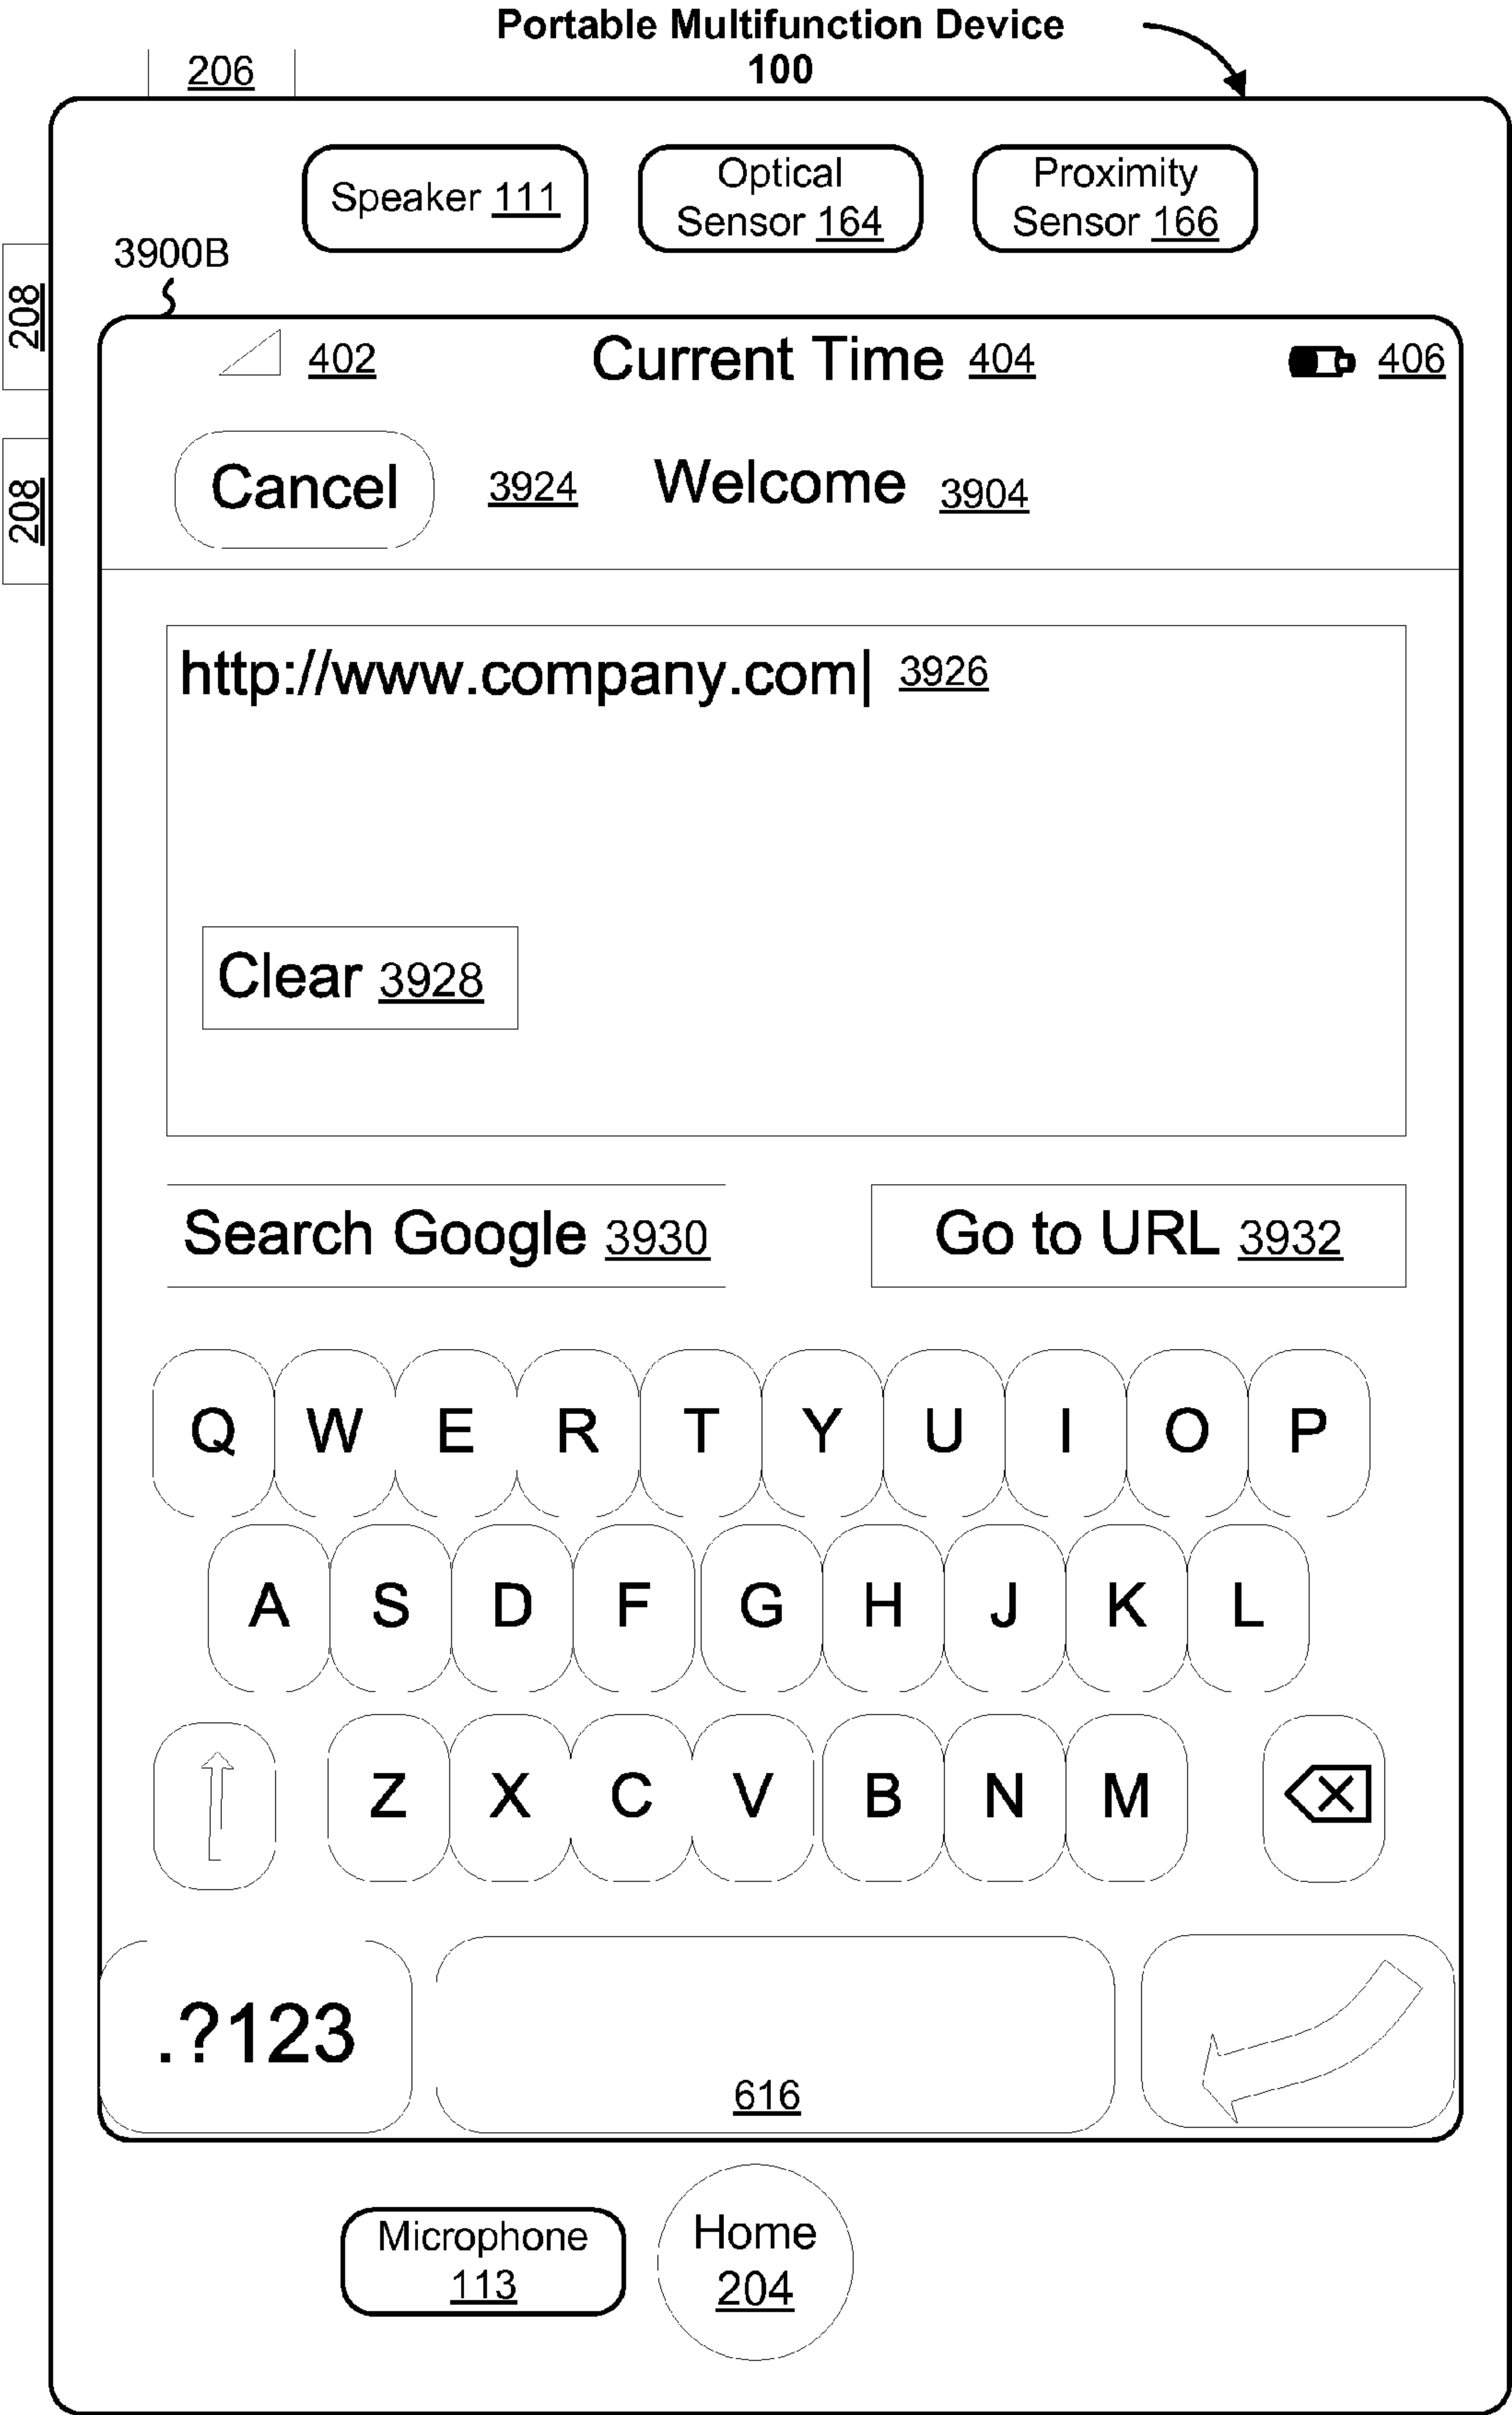 Portable Multifunction Device
100
206
Speaker 111
Optical
Sensor 164
Proximity
Sensor 166
3900B
208
208
402
Current Time 404
406
Cancel
3924
Welcome 3904
http://www.company.com| 3926
Clear 3928
Search Google 3930
Go to URL 3932
Q W E R T Y U I O P
A S D F G H J K L
Z X C V B N M
.?123
616
Microphone
113
Home
204